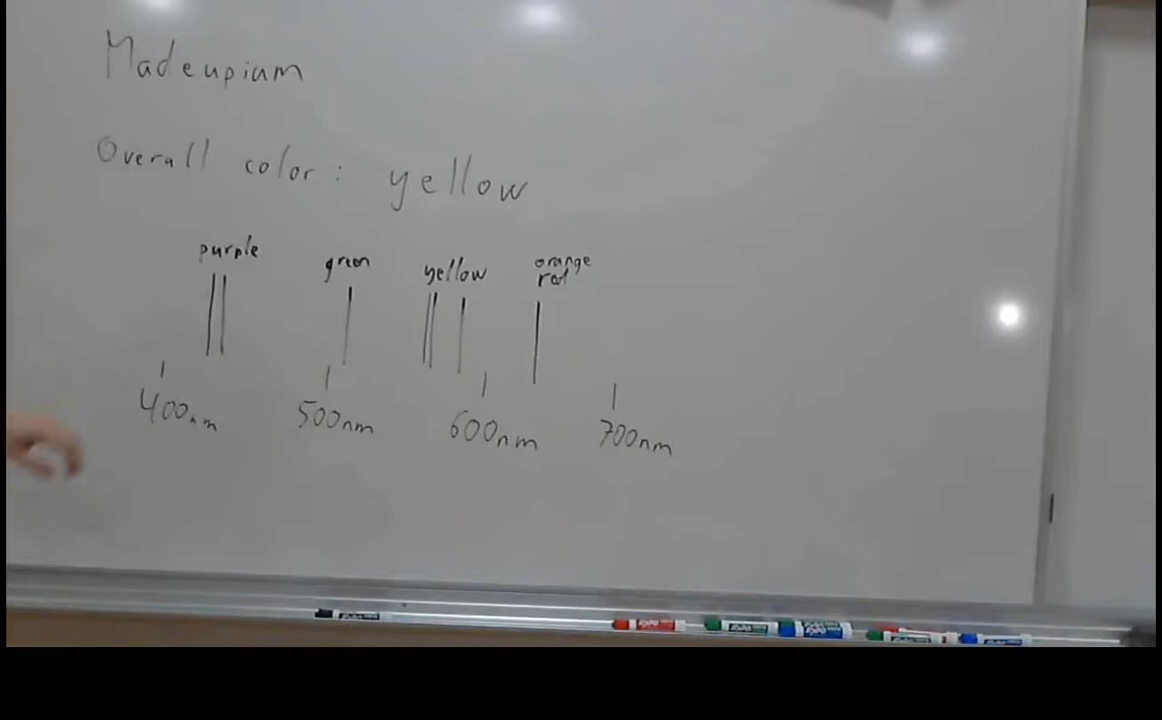 Madeupium
Overall color: yellow
purple green yellow orange
red
400nm 500nm 600nm 700nm